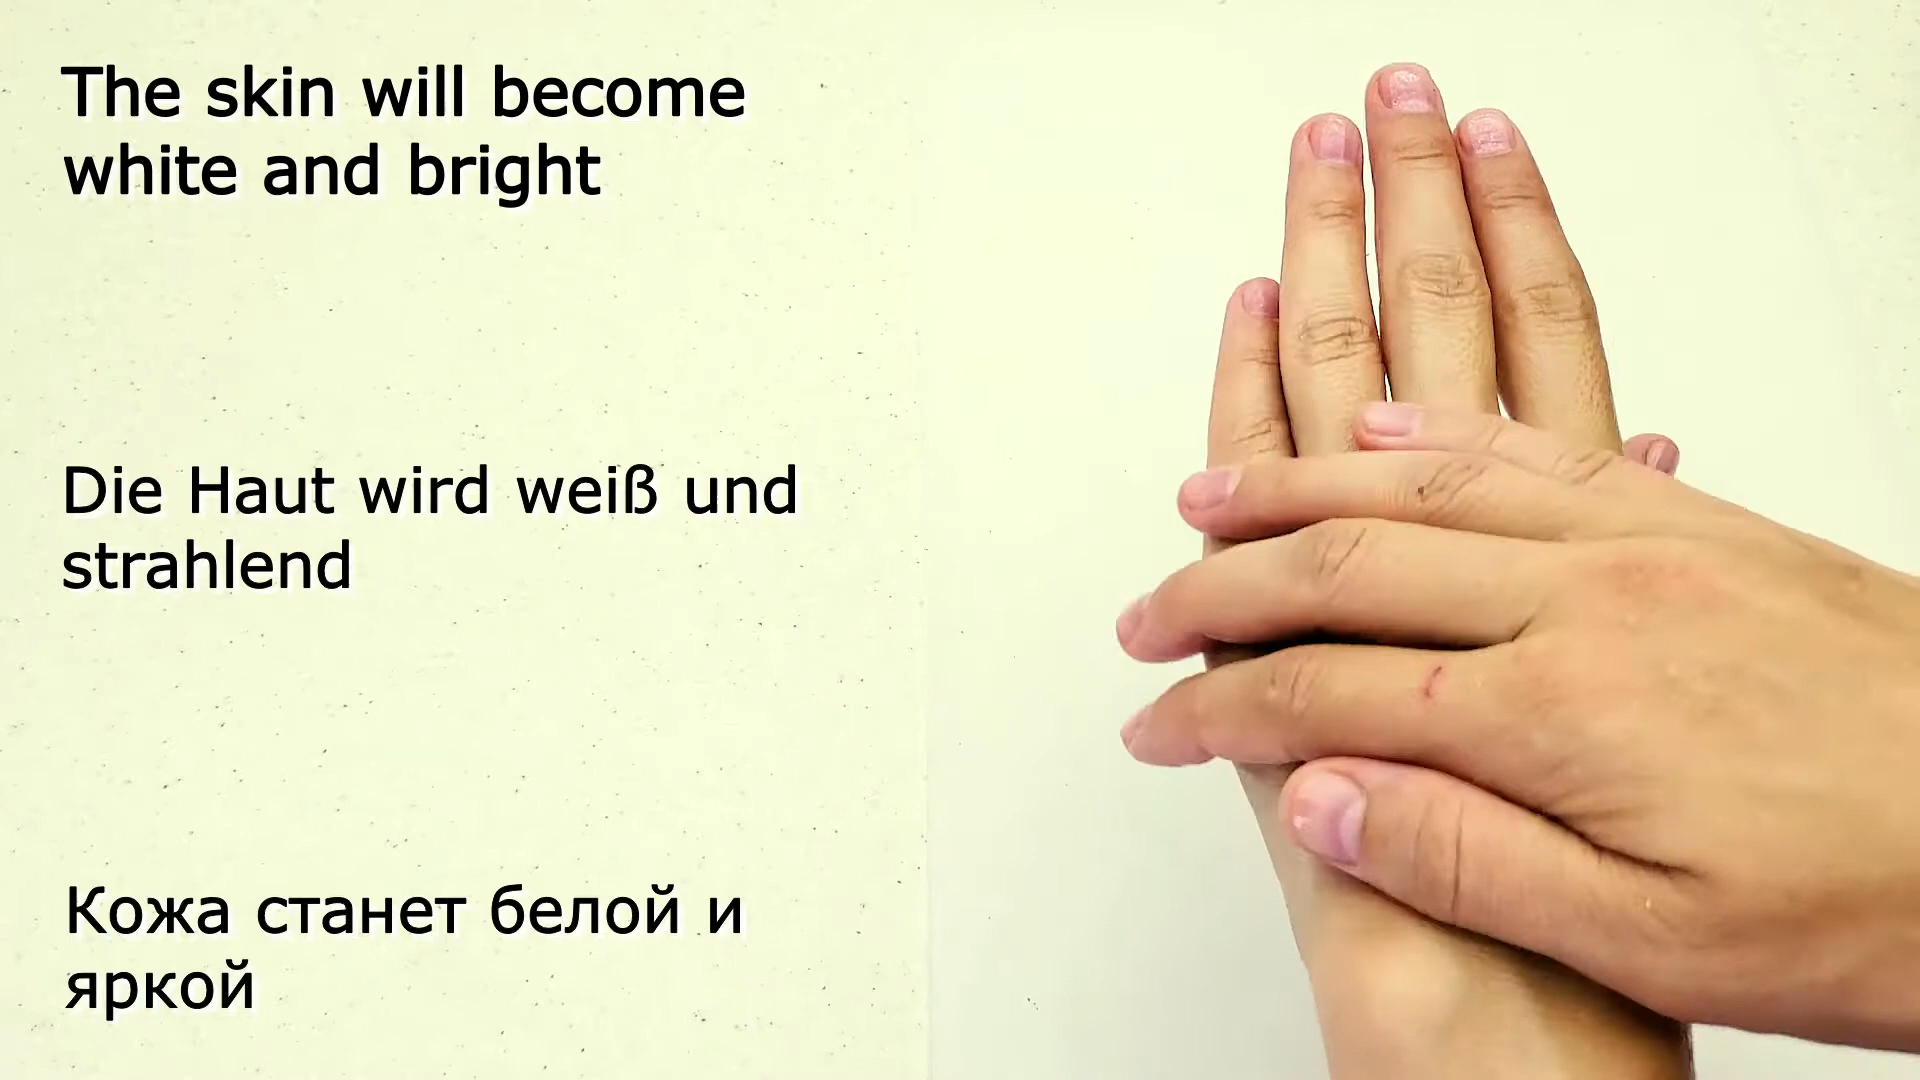 The skin will become
white and bright
Die Haut wird weiß und
strahlend
Кожа станет белой и
яркой